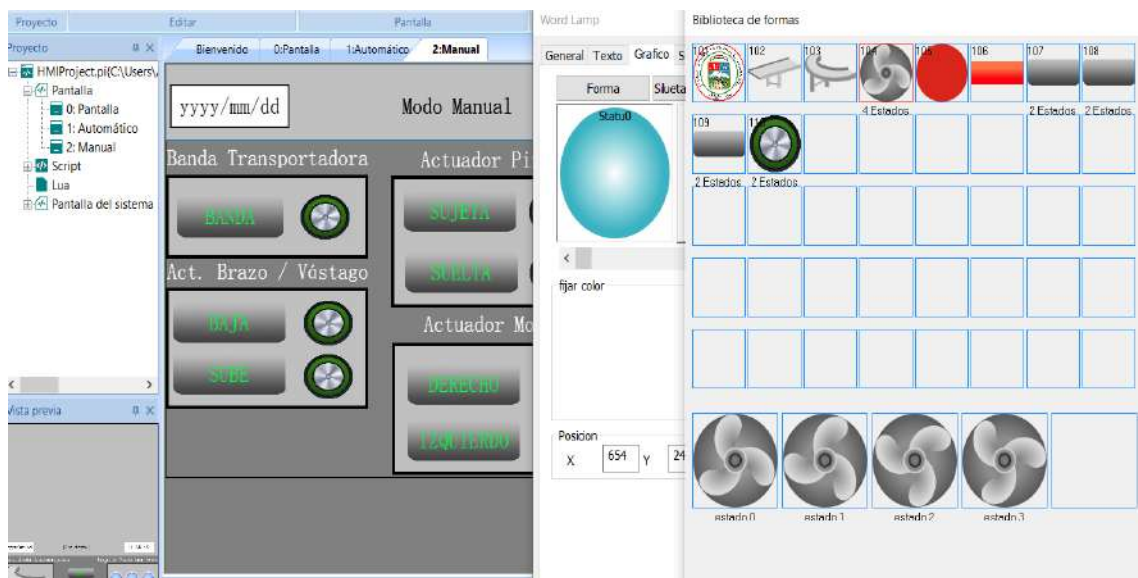 Proyecto Editar Pantalla
Proyecto
HMIProject.pi(C\Users\
Pantalla
0: Pantalla
1: Automático
2: Manual
Script
Lua
Pantalla del sistema
Vista previa
Bienvenido 0:Pantalla 1:Automático 2:Manual
yyyy/mm/dd Modo Manual
Banda Transportadora
BANDA
Act. Brazo / Vástago
BAJA
SUBE
Actuador Pi
SUJETA
SUELTA
Actuador Mo
DERECHO
IZQUIERDO
Word Lamp
General Texto Grafico S
Forma Silueta
Statu0
fijar color
Posicion
X 654 Y 24
Biblioteca de formas
101 102 103 104 105 106 107 108
4 Estados 2 Estados 2 Estados
109
2 Estados 2 Estados
estado 0 estado 1 estado 2 estado 3